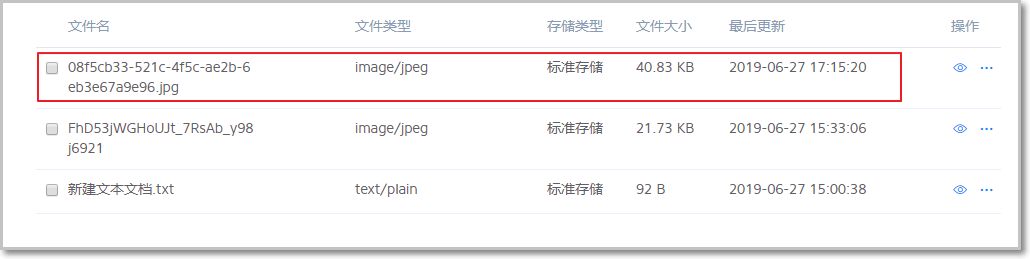 文件名 文件类型 存储类型 文件大小 最后更新 操作
08f5cb33-521c-4f5c-ae2b-6 image/jpeg 标准存储 40.83 KB 2019-06-27 17:15:20
eb3e67a9e96.jpg
FhD53jWGHoUJt_7RsAb_y98 image/jpeg 标准存储 21.73 KB 2019-06-27 15:33:06
j6921
新建文本文档.txt text/plain 标准存储 92 B 2019-06-27 15:00:38